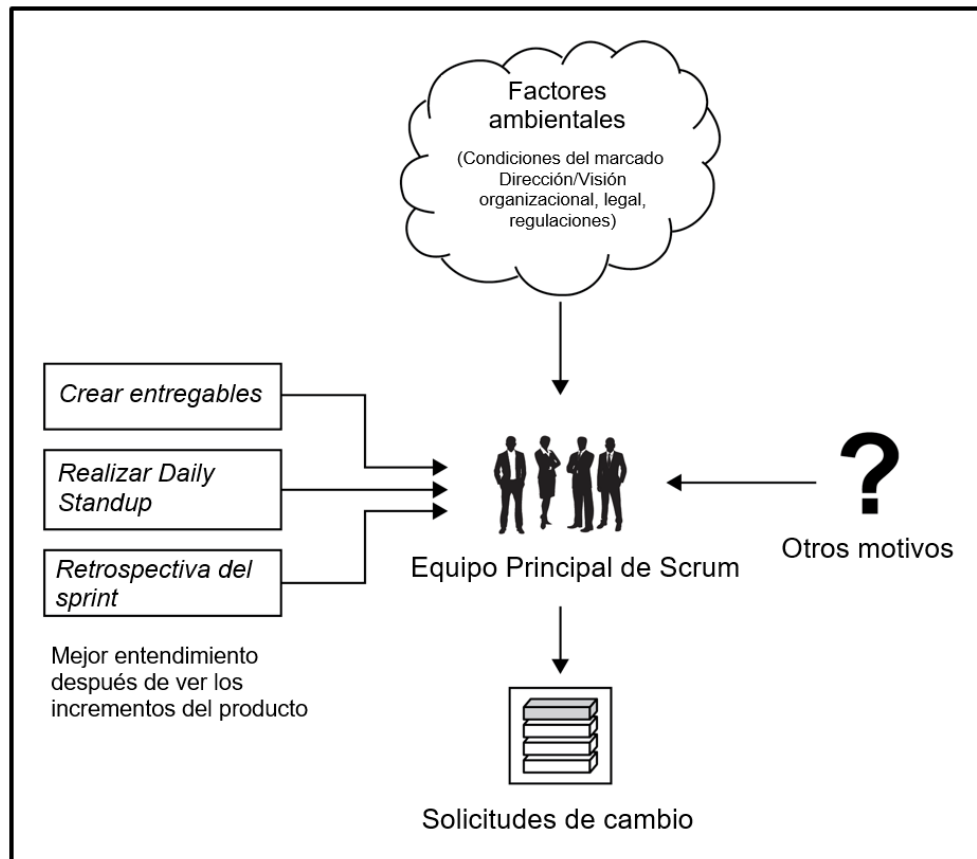 Factores
ambientales
(Condiciones del marcado
Dirección/Visión
organizacional, legal,
regulaciones)
Crear entregables
Realizar Daily
Standup
Retrospectiva del
sprint
Mejor entendimiento
después de ver los
incrementos del producto
Equipo Principal de Scrum
?
Otros motivos
Solicitudes de cambio